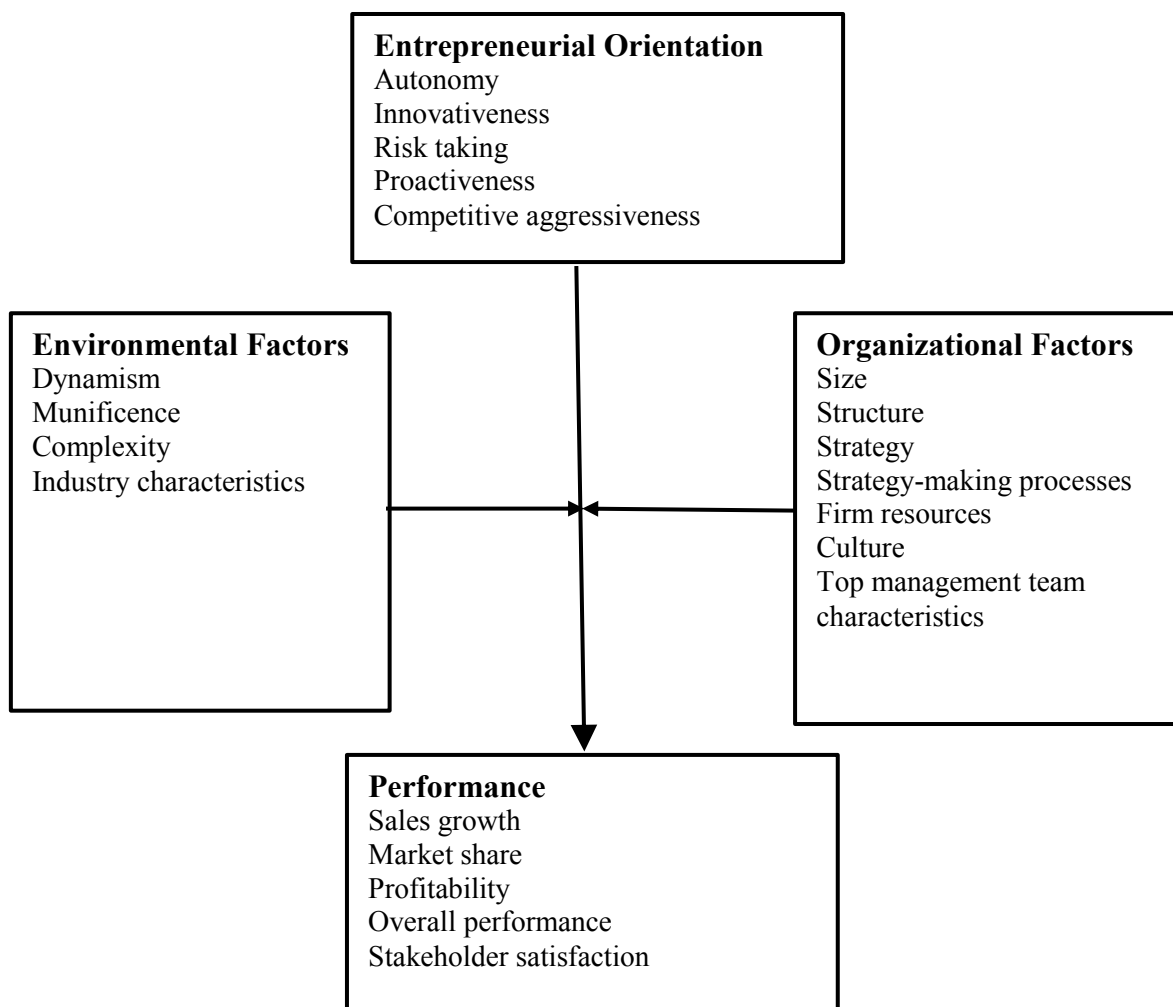 Entrepreneurial Orientation
Autonomy
Innovativeness
Risk taking
Proactiveness
Competitive aggressiveness
Environmental Factors
Dynamism
Munificence
Complexity
Industry characteristics
Organizational Factors
Size
Structure
Strategy
Strategy-making processes
Firm resources
Culture
Top management team
characteristics
Performance
Sales growth
Market share
Profitability
Overall performance
Stakeholder satisfaction